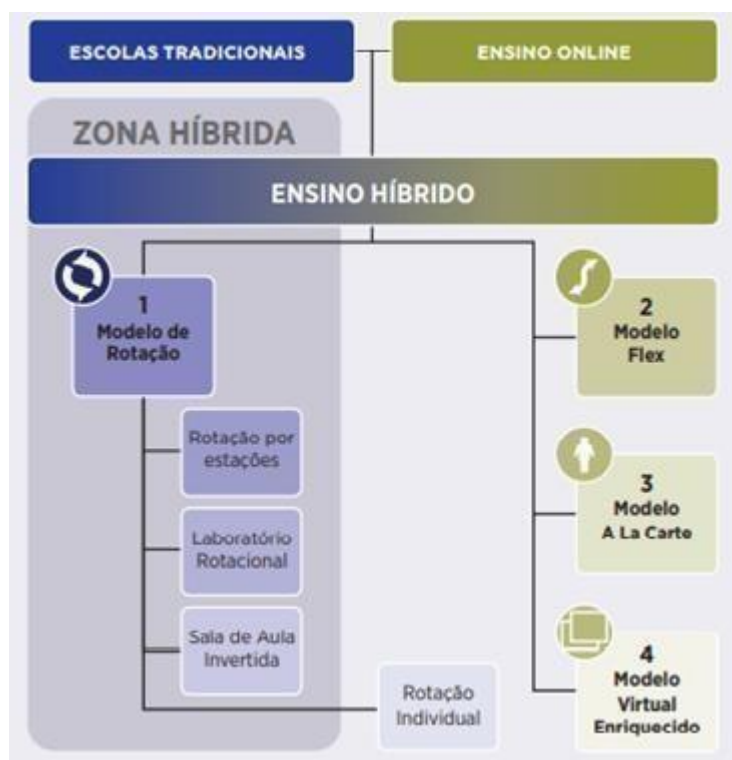 ESCOLAS TRADICIONAIS
ENSINO ONLINE
ZONA HÍBRIDA
ENSINO HÍBRIDO
1
Modelo de
Rotação
Rotação por
estações
Laboratório
Rotacional
Sala de Aula
Invertida
Rotação
Individual
2
Modelo
Flex
3
Modelo
A La Carte
4
Modelo
Virtual
Enriquecido